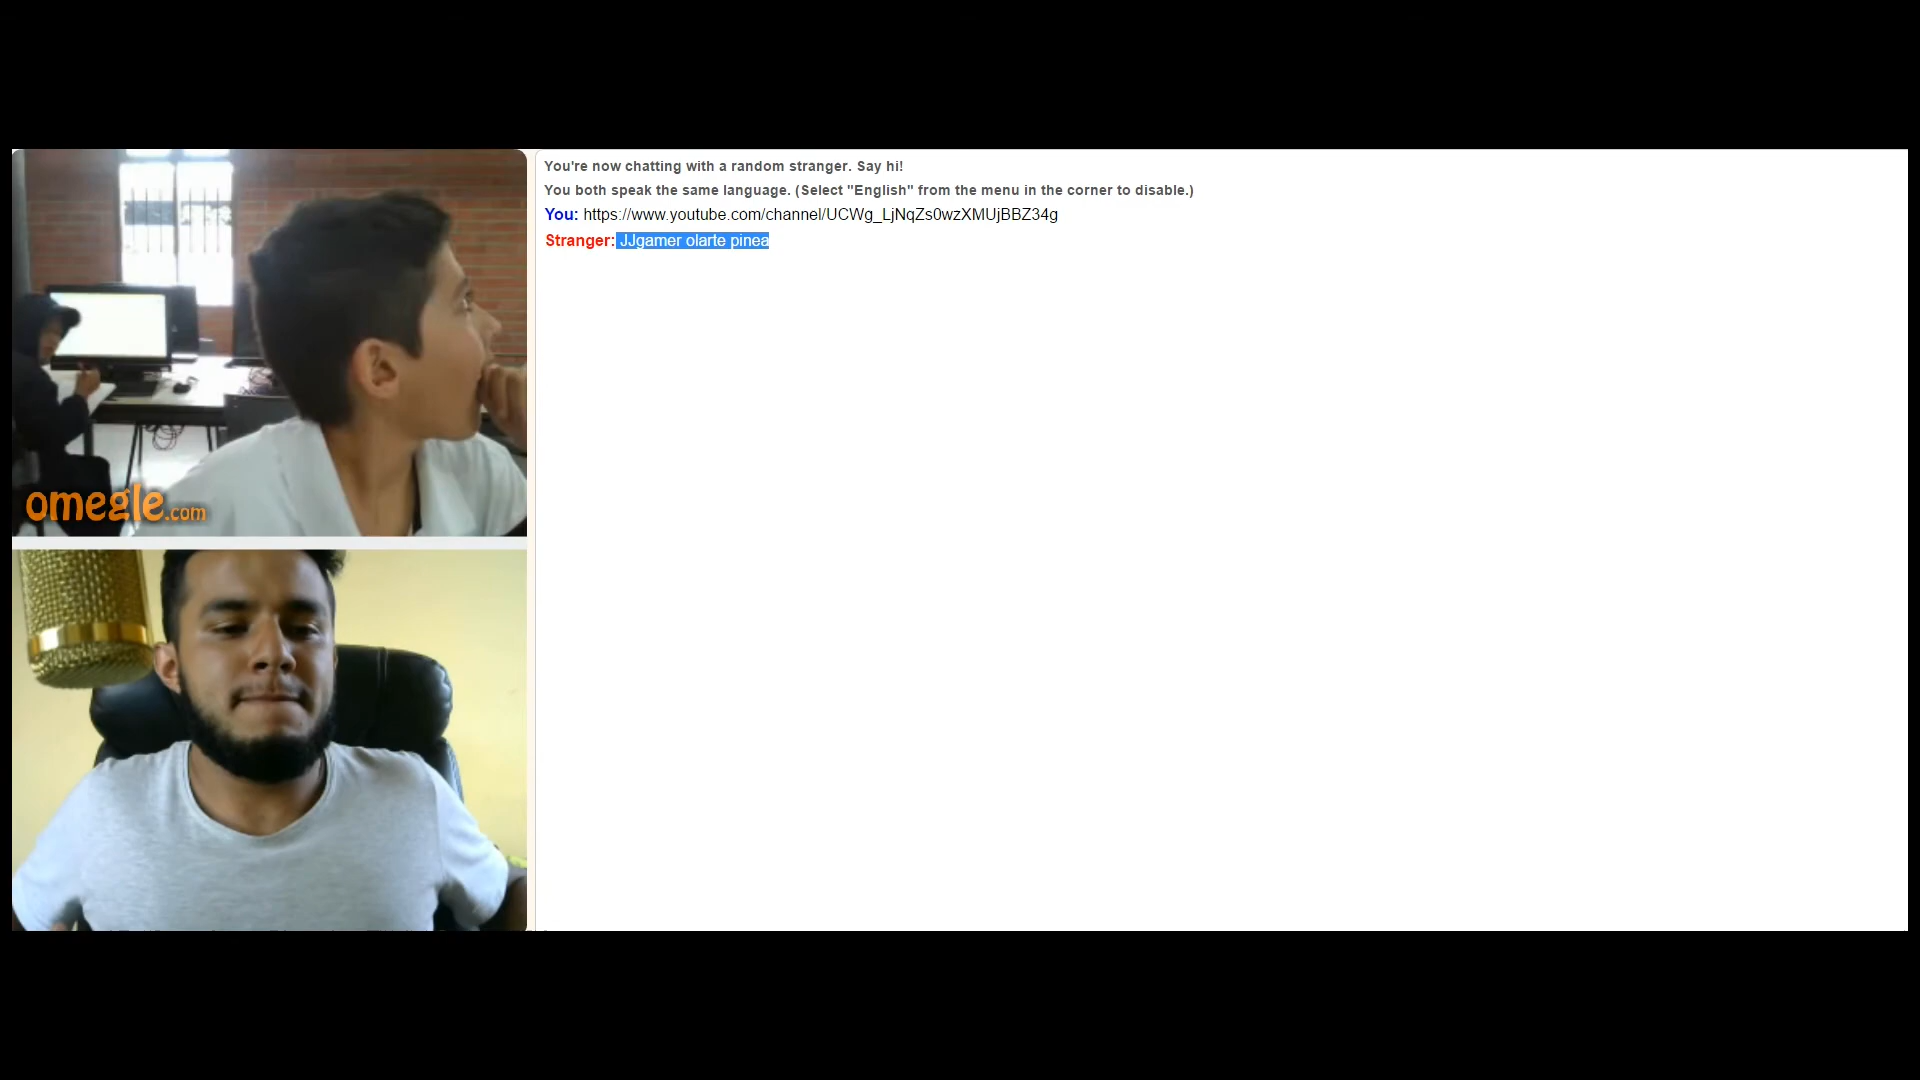 You're now chatting with a random stranger. Say hi!
You both speak the same language. (Select "English" from the menu in the corner to disable.)
You: https://www.youtube.com/channel/UCWg_LjNqZs0wzXMUjBBZ34g
Stranger: JJgamer olarte pinea
omegle.com